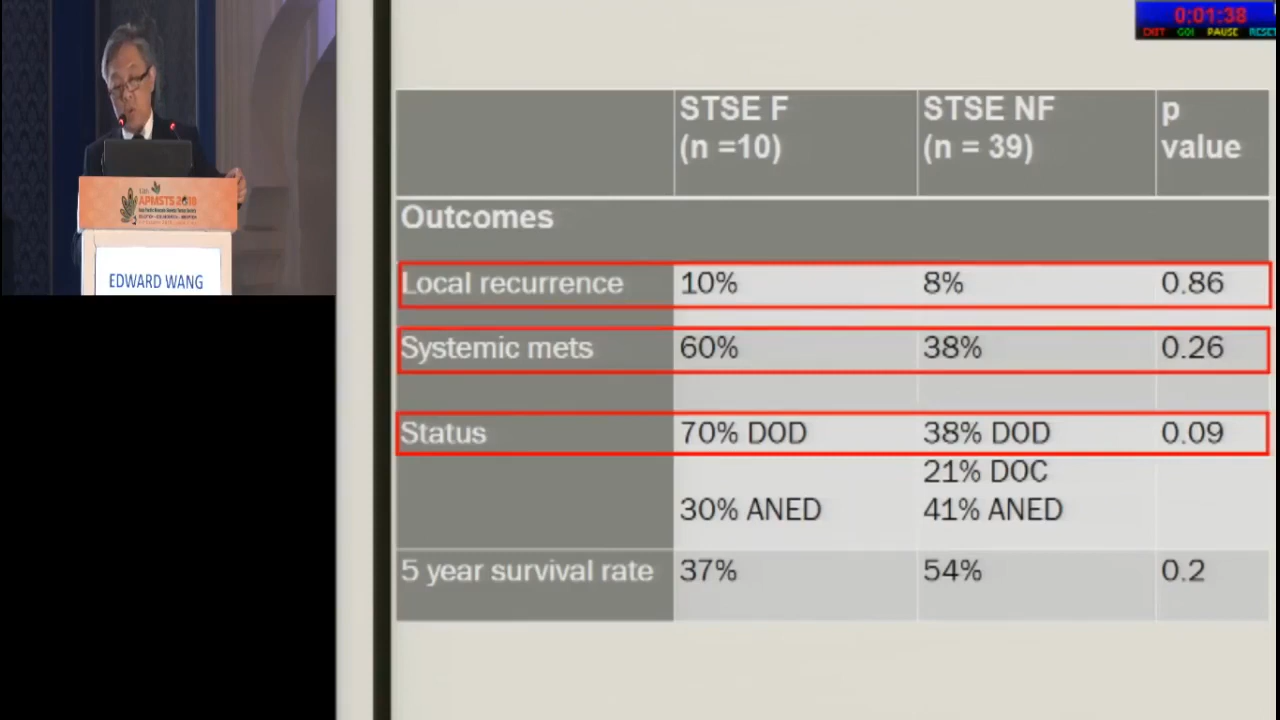 0:01:38
EXIT GO! PAUSE RESET
STSE F
(n =10)
STSE NF
(n = 39)
p
value
Outcomes
Local recurrence 10% 8% 0.86
Systemic mets 60% 38% 0.26
Status 70% DOD 38% DOD 0.09
21% DOC
30% ANED 41% ANED
5 year survival rate 37% 54% 0.2
APMSTS 2018
EDWARD WANG